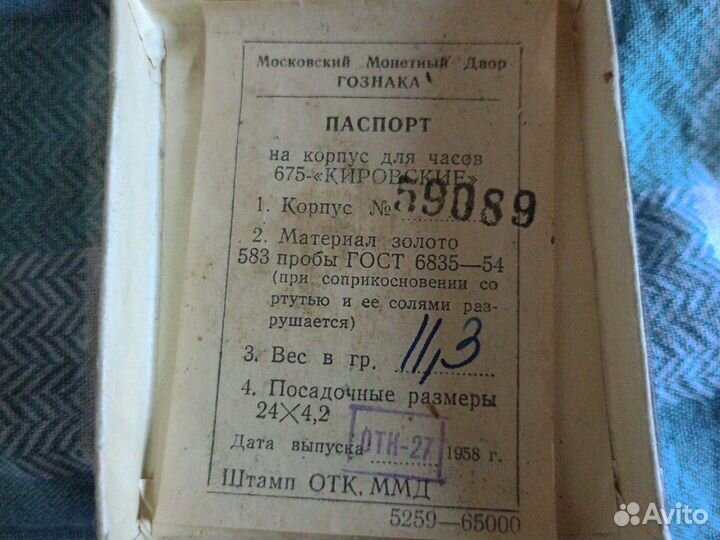 Московский Монетный Двор
ГОЗНАКА
ПАСПОРТ
на корпус для часов
675-«КИРОВСКИЕ»
1. Корпус № 59089
2. Материал золото
583 пробы ГОСТ 6835—54
(при соприкосновении со
ртутью и ее солями раз-
рушается)
3. Вес в гр. 11,3
4. Посадочные размеры
24×4,2
Дата выпуска ОТК-27 1958 г.
Штамп ОТК, ММД
5259—65000
Avito